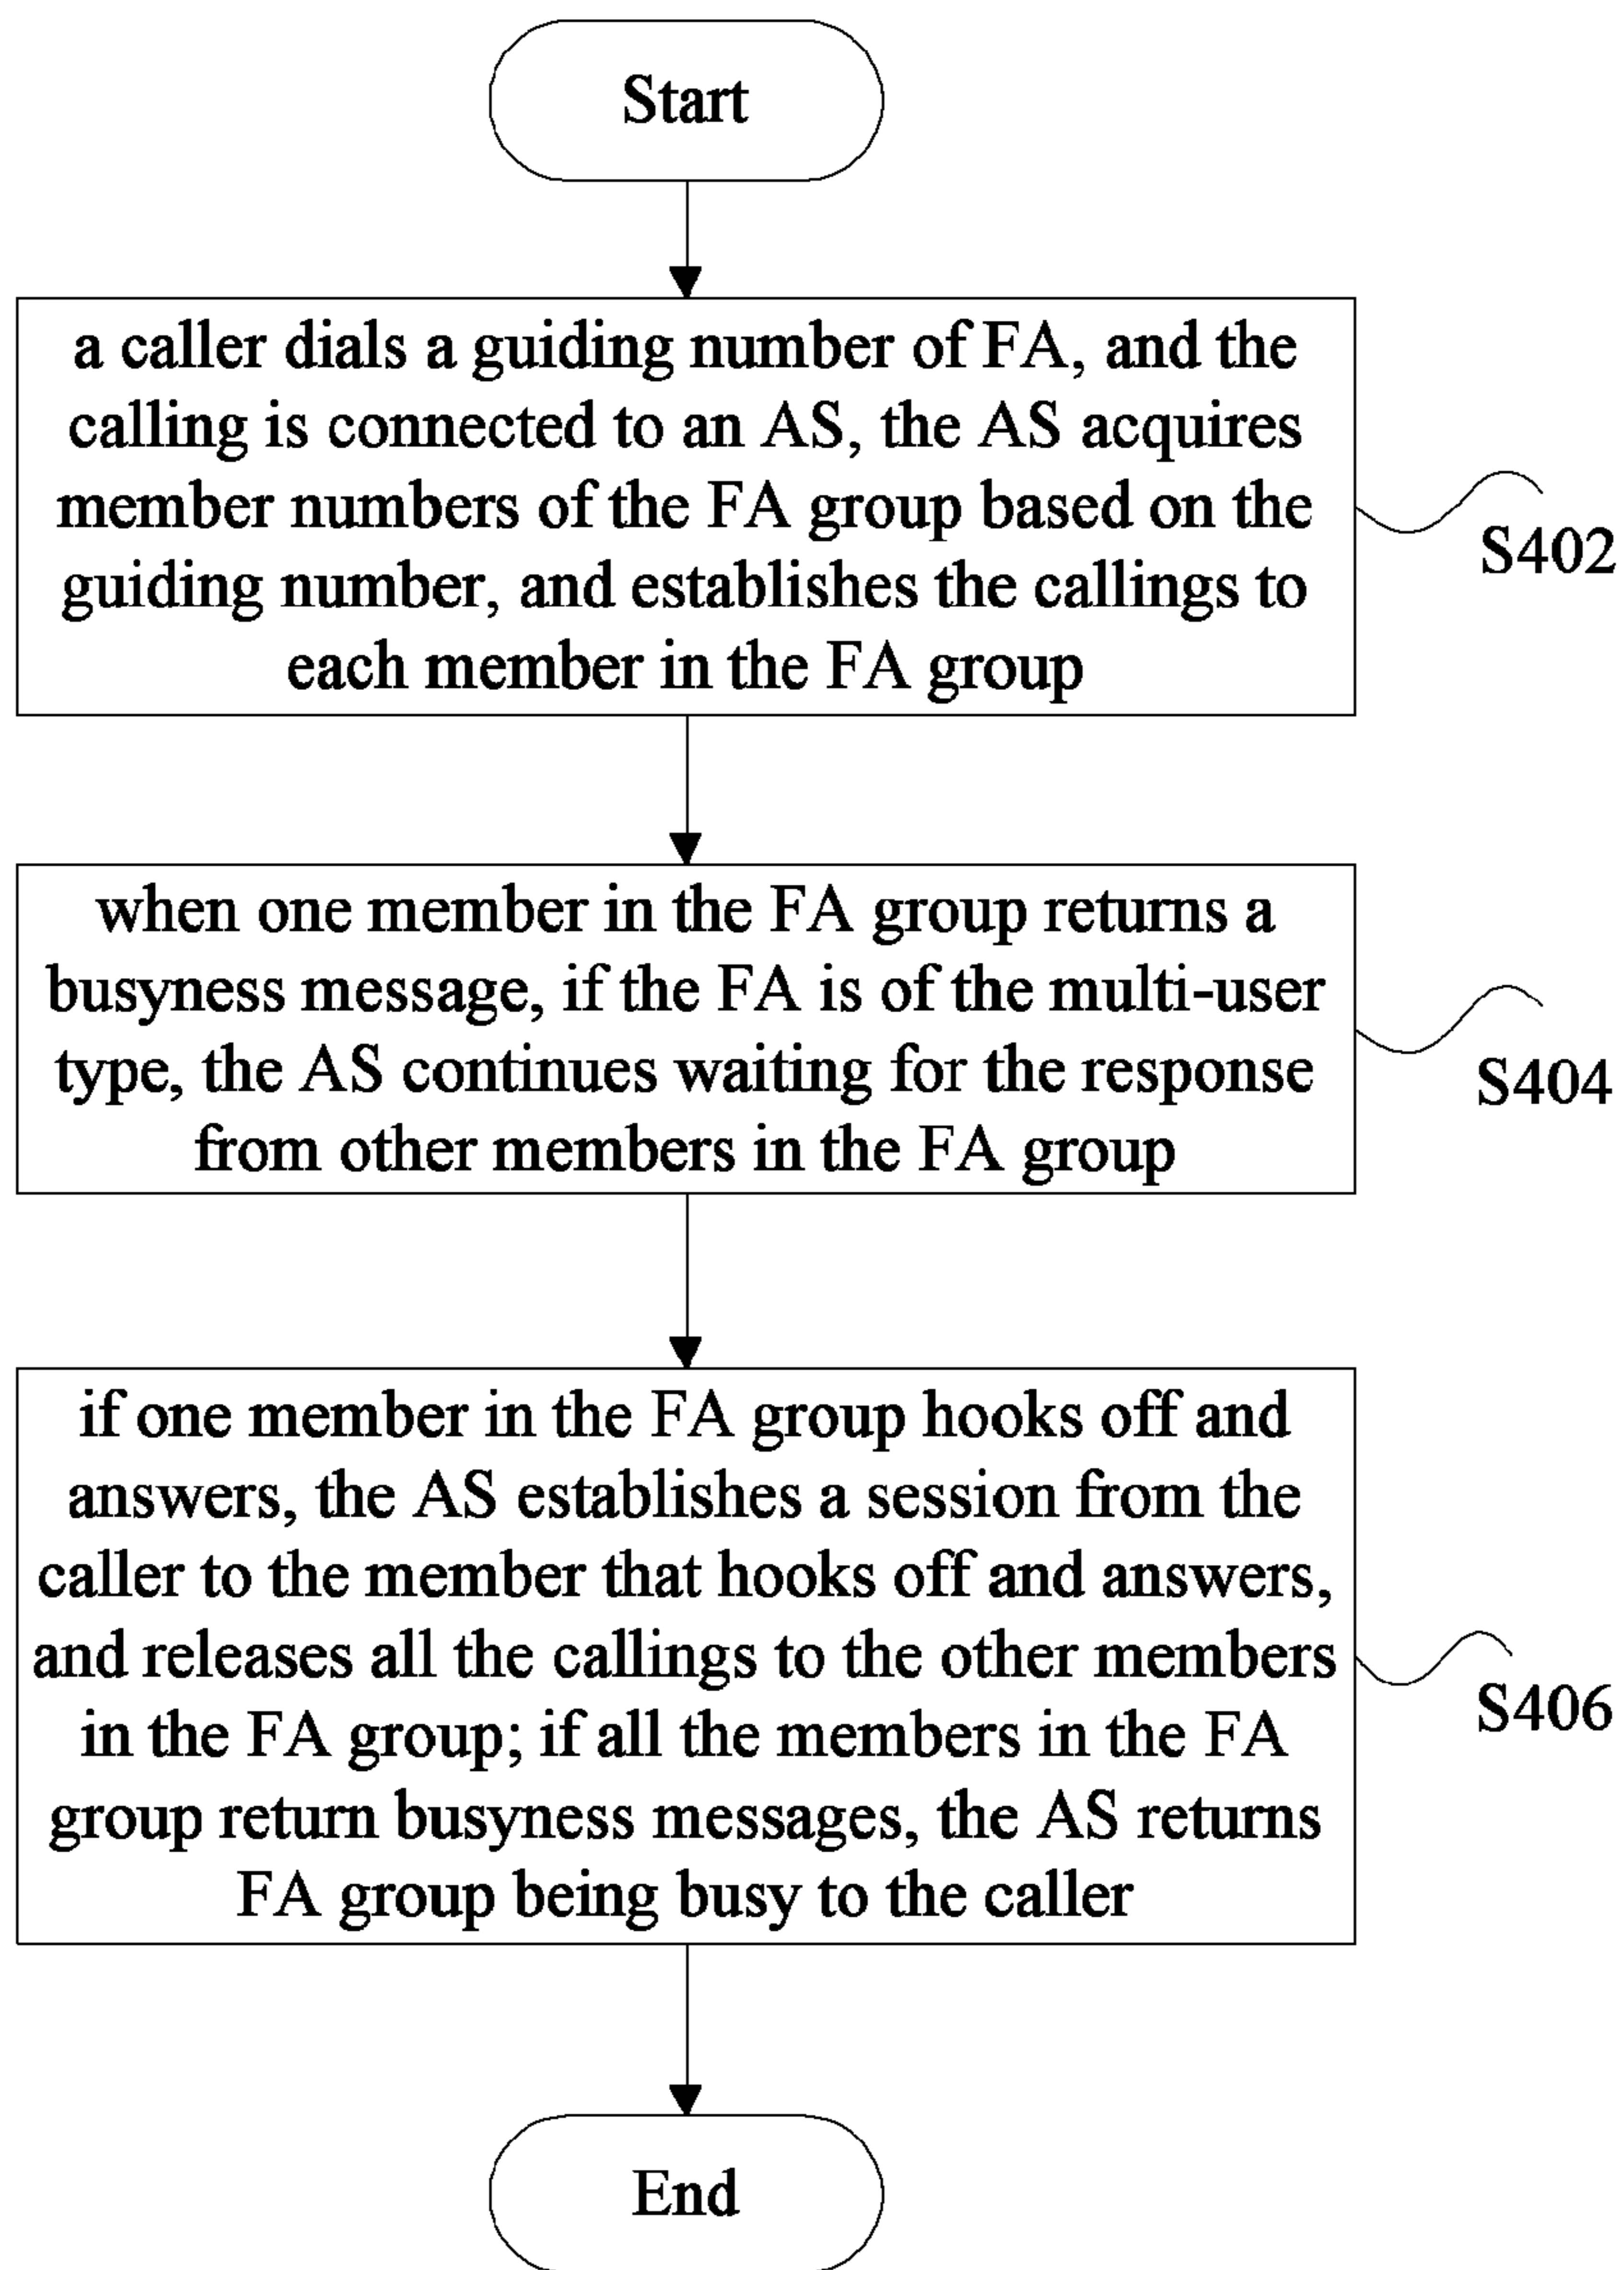 Start
a caller dials a guiding number of FA, and the
calling is connected to an AS, the AS acquires
member numbers of the FA group based on the
guiding number, and establishes the callings to
each member in the FA group
S402
when one member in the FA group returns a
busyness message, if the FA is of the multi-user
type, the AS continues waiting for the response
from other members in the FA group
S404
if one member in the FA group hooks off and
answers, the AS establishes a session from the
caller to the member that hooks off and answers,
and releases all the callings to the other members
in the FA group; if all the members in the FA
group return busyness messages, the AS returns
FA group being busy to the caller
S406
End